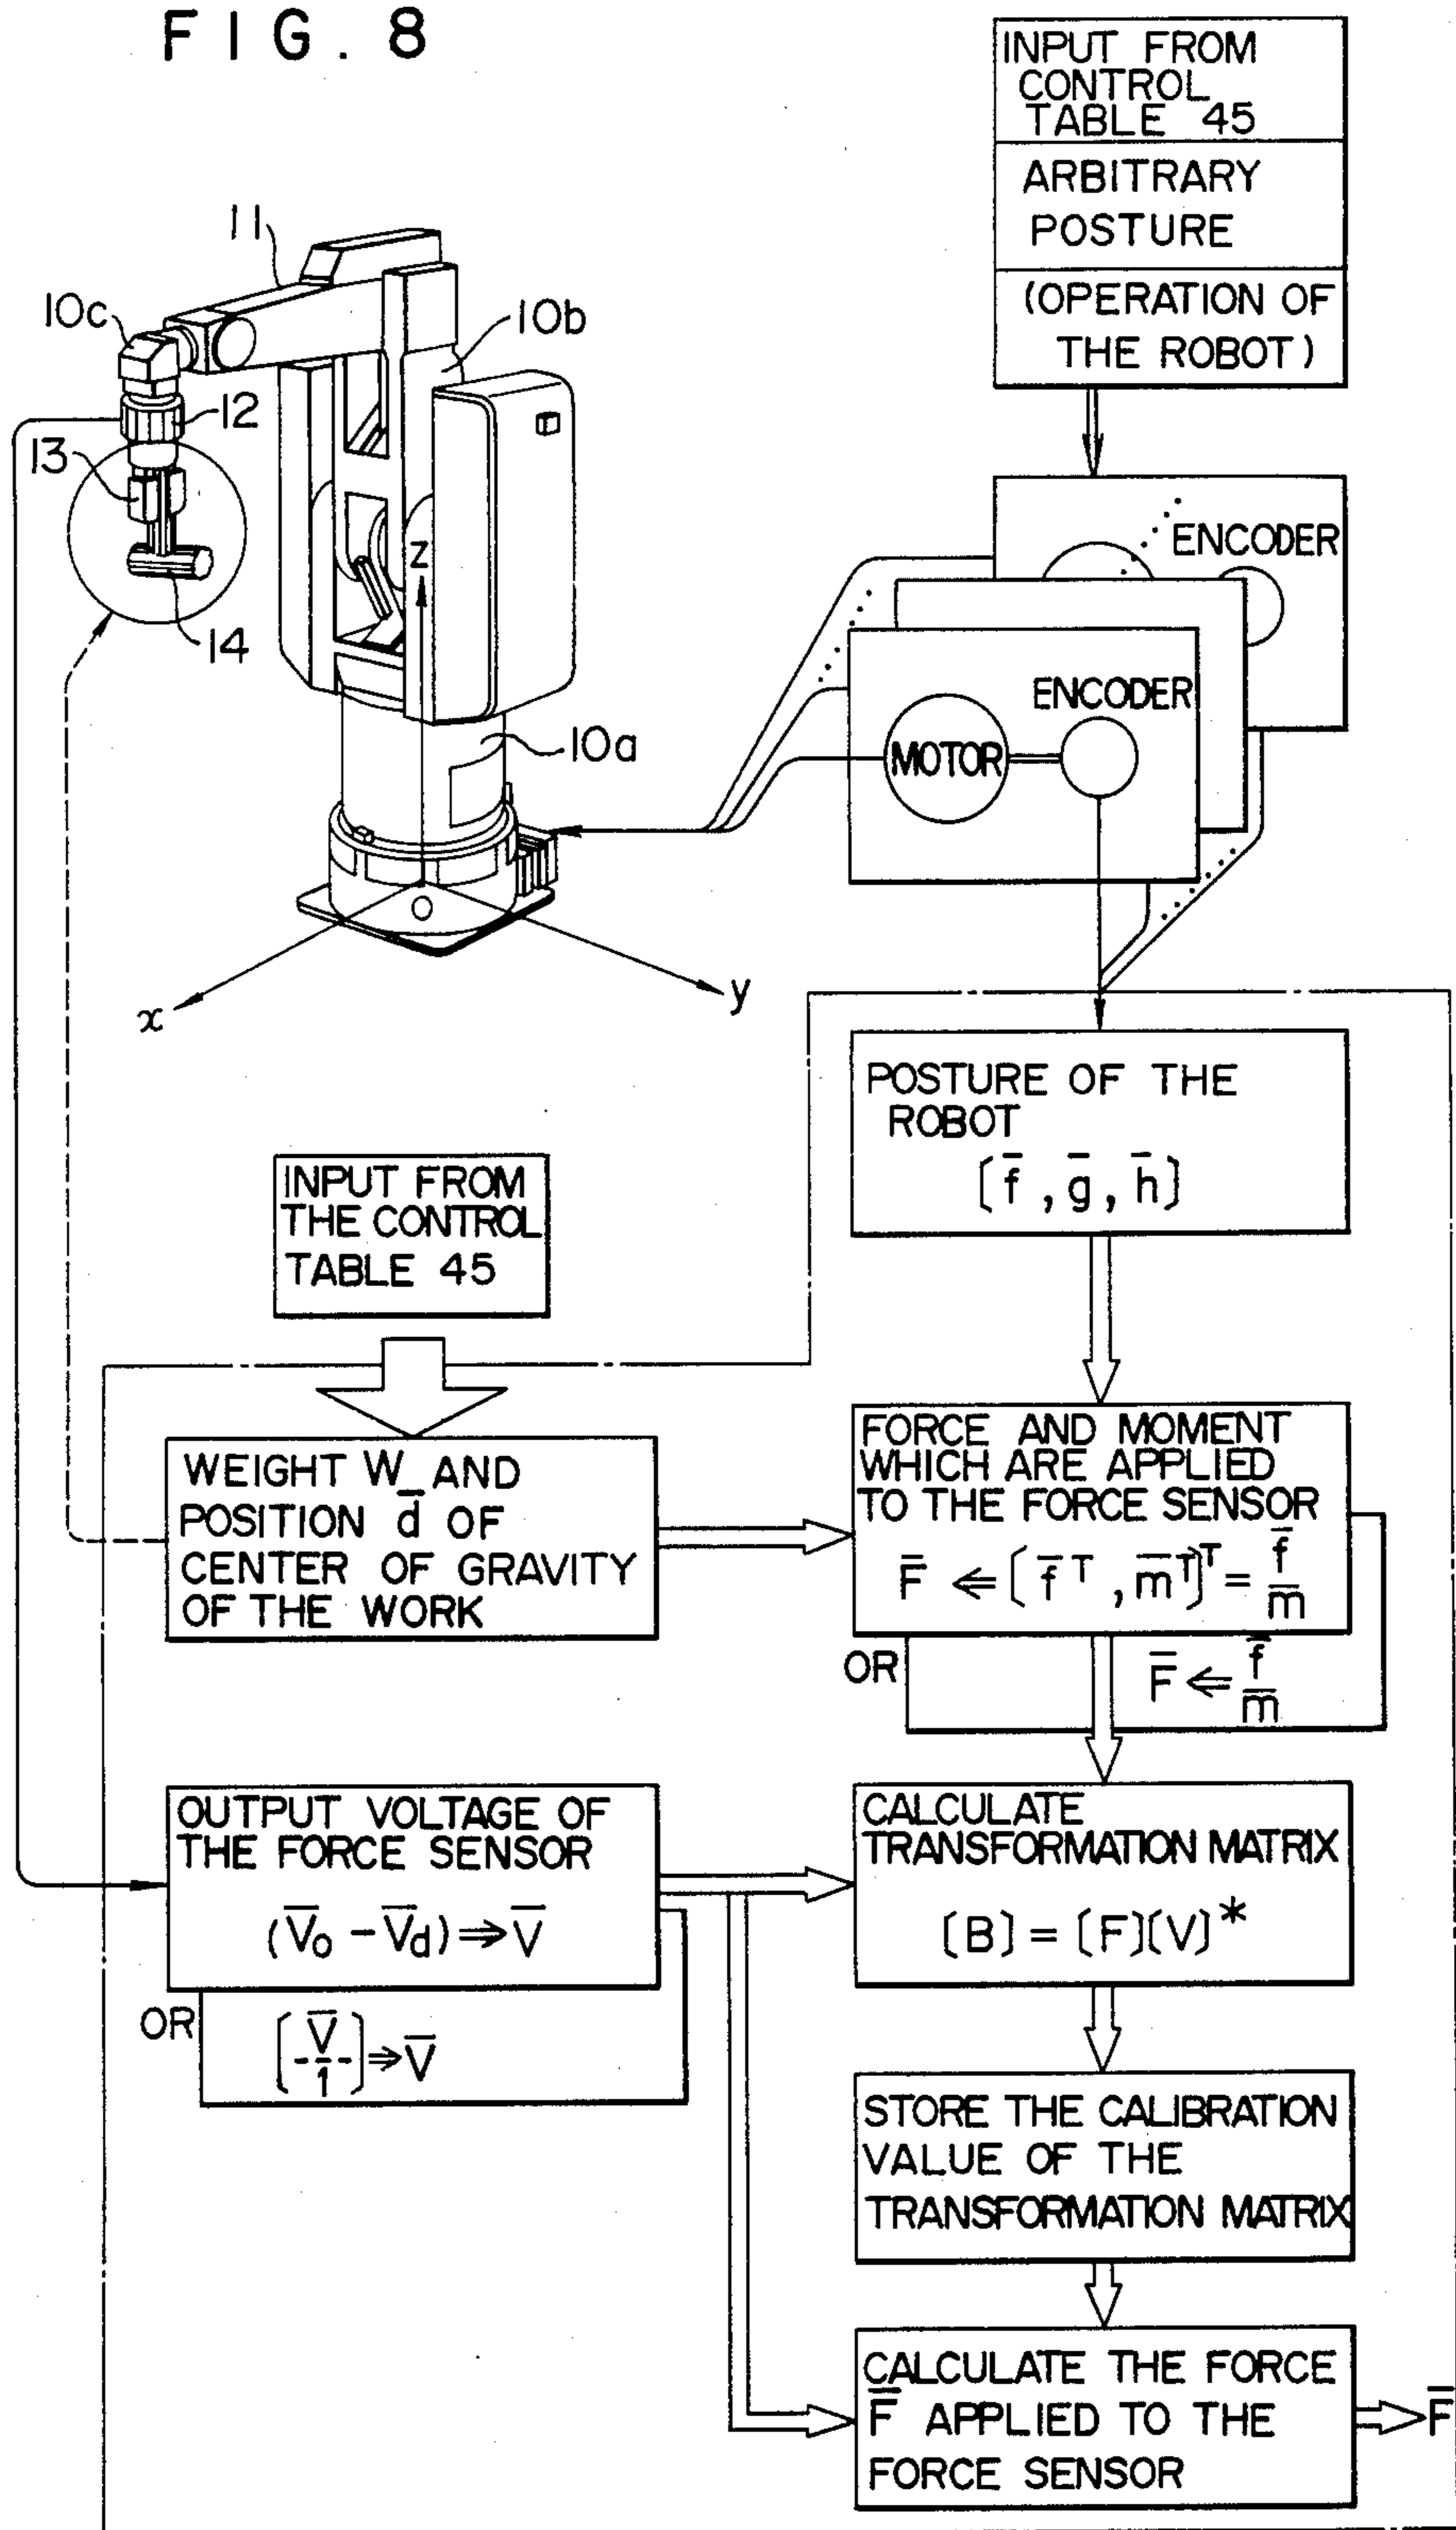 FIG. 8
INPUT FROM
CONTROL
TABLE 45
ARBITRARY
POSTURE
(OPERATION OF
THE ROBOT)
11
10c
10b
12
13
14
z
10a
O
x
y
ENCODER
ENCODER
MOTOR
POSTURE OF THE
ROBOT
[f̅ , g̅ , h̅]
INPUT FROM
THE CONTROL
TABLE 45
WEIGHT W AND
POSITION d̅ OF
CENTER OF GRAVITY
OF THE WORK
FORCE AND MOMENT
WHICH ARE APPLIED
TO THE FORCE SENSOR
F̅ ⇐ [f̅ᵀ , m̅ᵀ]ᵀ = f̅/m̅
OR
F̅ ⇐ f̅/m̅
OUTPUT VOLTAGE OF
THE FORCE SENSOR
(V̅₀ - V̅d) ⇒ V̅
OR
[V̅/1] ⇒ V̅
CALCULATE
TRANSFORMATION MATRIX
[B] = [F][V]*
STORE THE CALIBRATION
VALUE OF THE
TRANSFORMATION MATRIX
CALCULATE THE FORCE
F̅ APPLIED TO THE
FORCE SENSOR
F̅